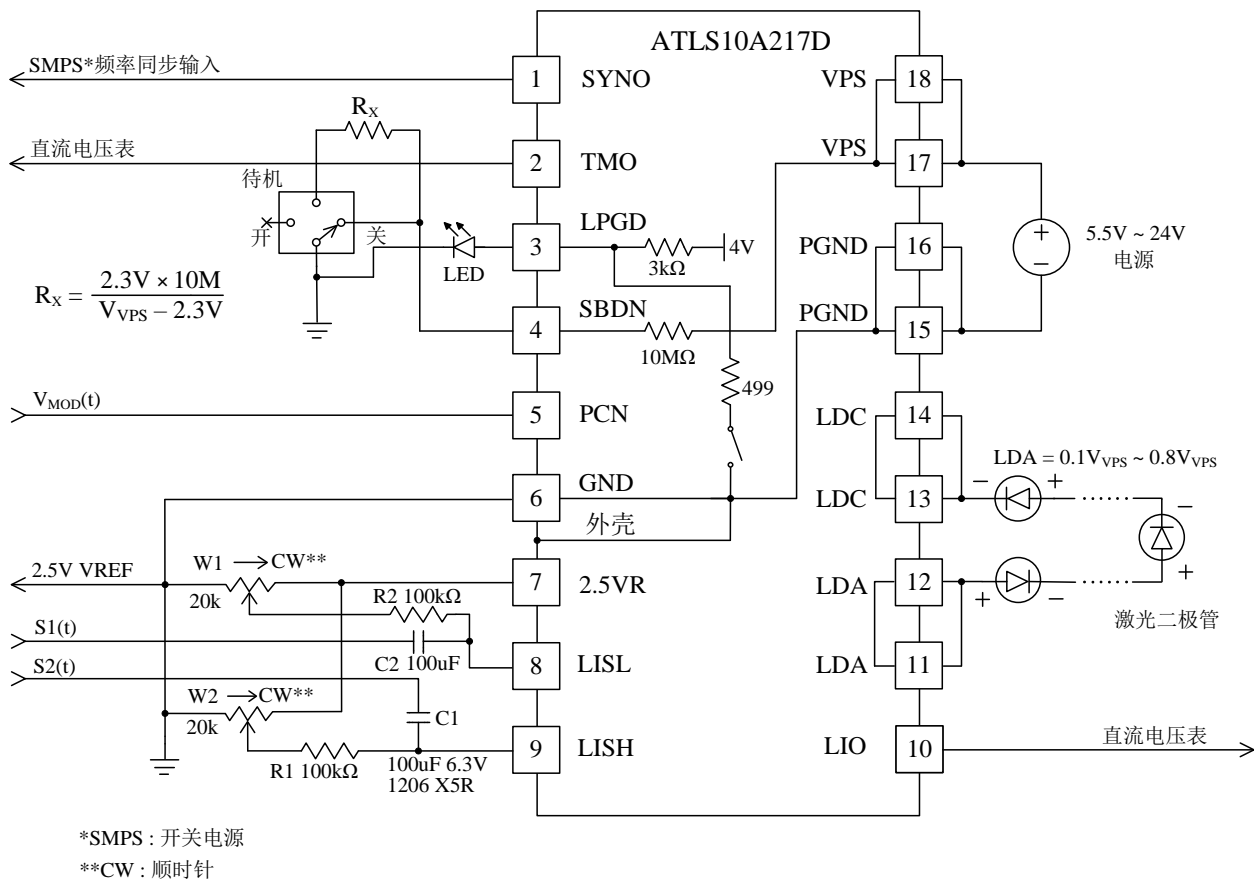 ATLS10A217D
SMPS*频率同步输入
1
SYNO
VPS
18
R_X
直流电压表
2
TMO
VPS
17
待机
开
关
LED
3
LPGD
3kΩ
4V
PGND
16
5.5V ~ 24V
电源
R_X = 2.3V × 10M / V_VPS − 2.3V
4
SBDN
10MΩ
PGND
15
499
V_MOD(t)
5
PCN
LDC
14
LDA = 0.1V_VPS ~ 0.8V_VPS
6
GND
LDC
13
− +
−
+
外壳
2.5V VREF
W1 → CW**
20k
7
2.5VR
LDA
12
+ −
R2 100kΩ
激光二极管
S1(t)
C2 100uF
8
LISL
LDA
11
S2(t)
W2 → CW**
20k
C1
R1 100kΩ
100uF 6.3V
1206 X5R
9
LISH
LIO
10
直流电压表
*SMPS : 开关电源
**CW : 顺时针